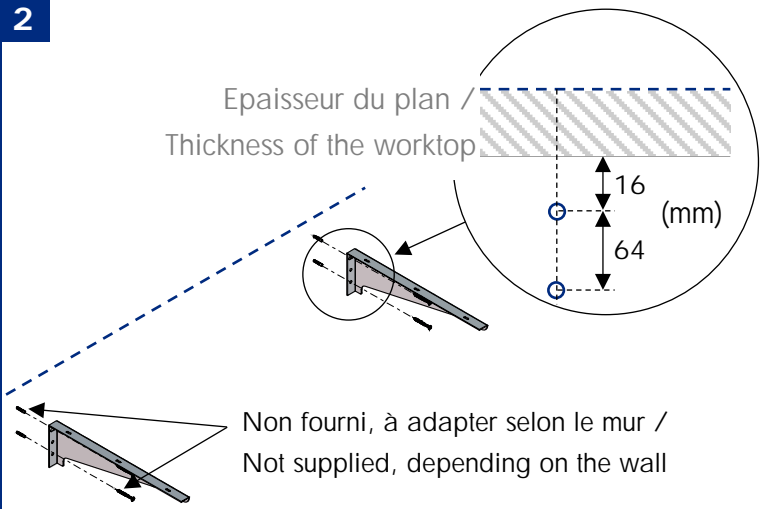 2
Epaisseur du plan /
Thickness of the worktop
16
(mm)
64
Non fourni, à adapter selon le mur /
Not supplied, depending on the wall